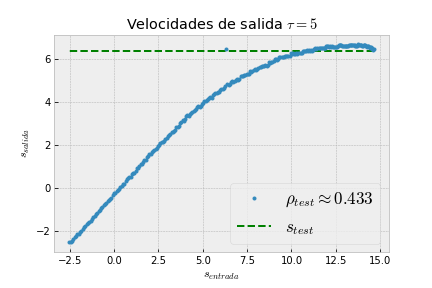 Velocidades de salida τ = 5
6
4
2
0
−2
s_salida
−2.5 0.0 2.5 5.0 7.5 10.0 12.5 15.0
s_entrada
ρ_test ≈ 0.433
s_test